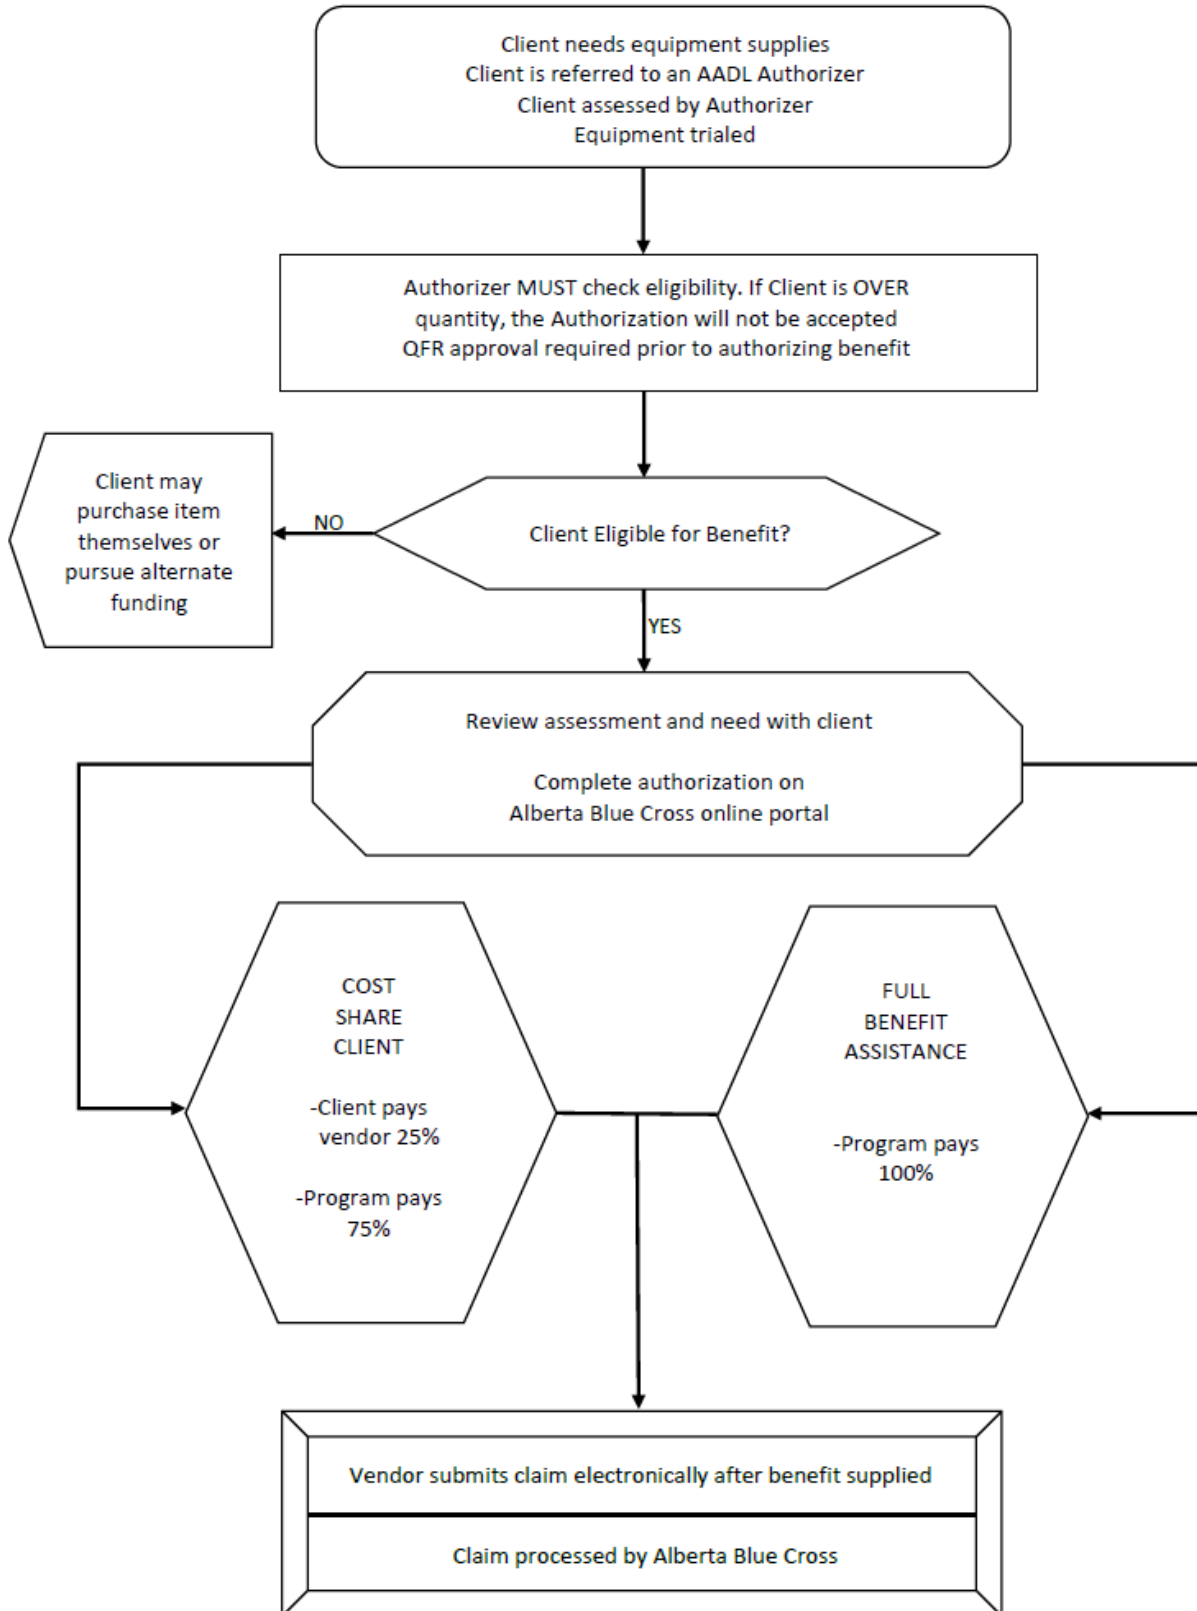 Client needs equipment supplies
Client is referred to an AADL Authorizer
Client assessed by Authorizer
Equipment trialed
Authorizer MUST check eligibility. If Client is OVER
quantity, the Authorization will not be accepted
QFR approval required prior to authorizing benefit
Client may
purchase item
themselves or
pursue alternate
funding
NO
Client Eligible for Benefit?
YES
Review assessment and need with client
Complete authorization on
Alberta Blue Cross online portal
COST
SHARE
CLIENT
-Client pays
vendor 25%
-Program pays
75%
FULL
BENEFIT
ASSISTANCE
-Program pays
100%
Vendor submits claim electronically after benefit supplied
Claim processed by Alberta Blue Cross